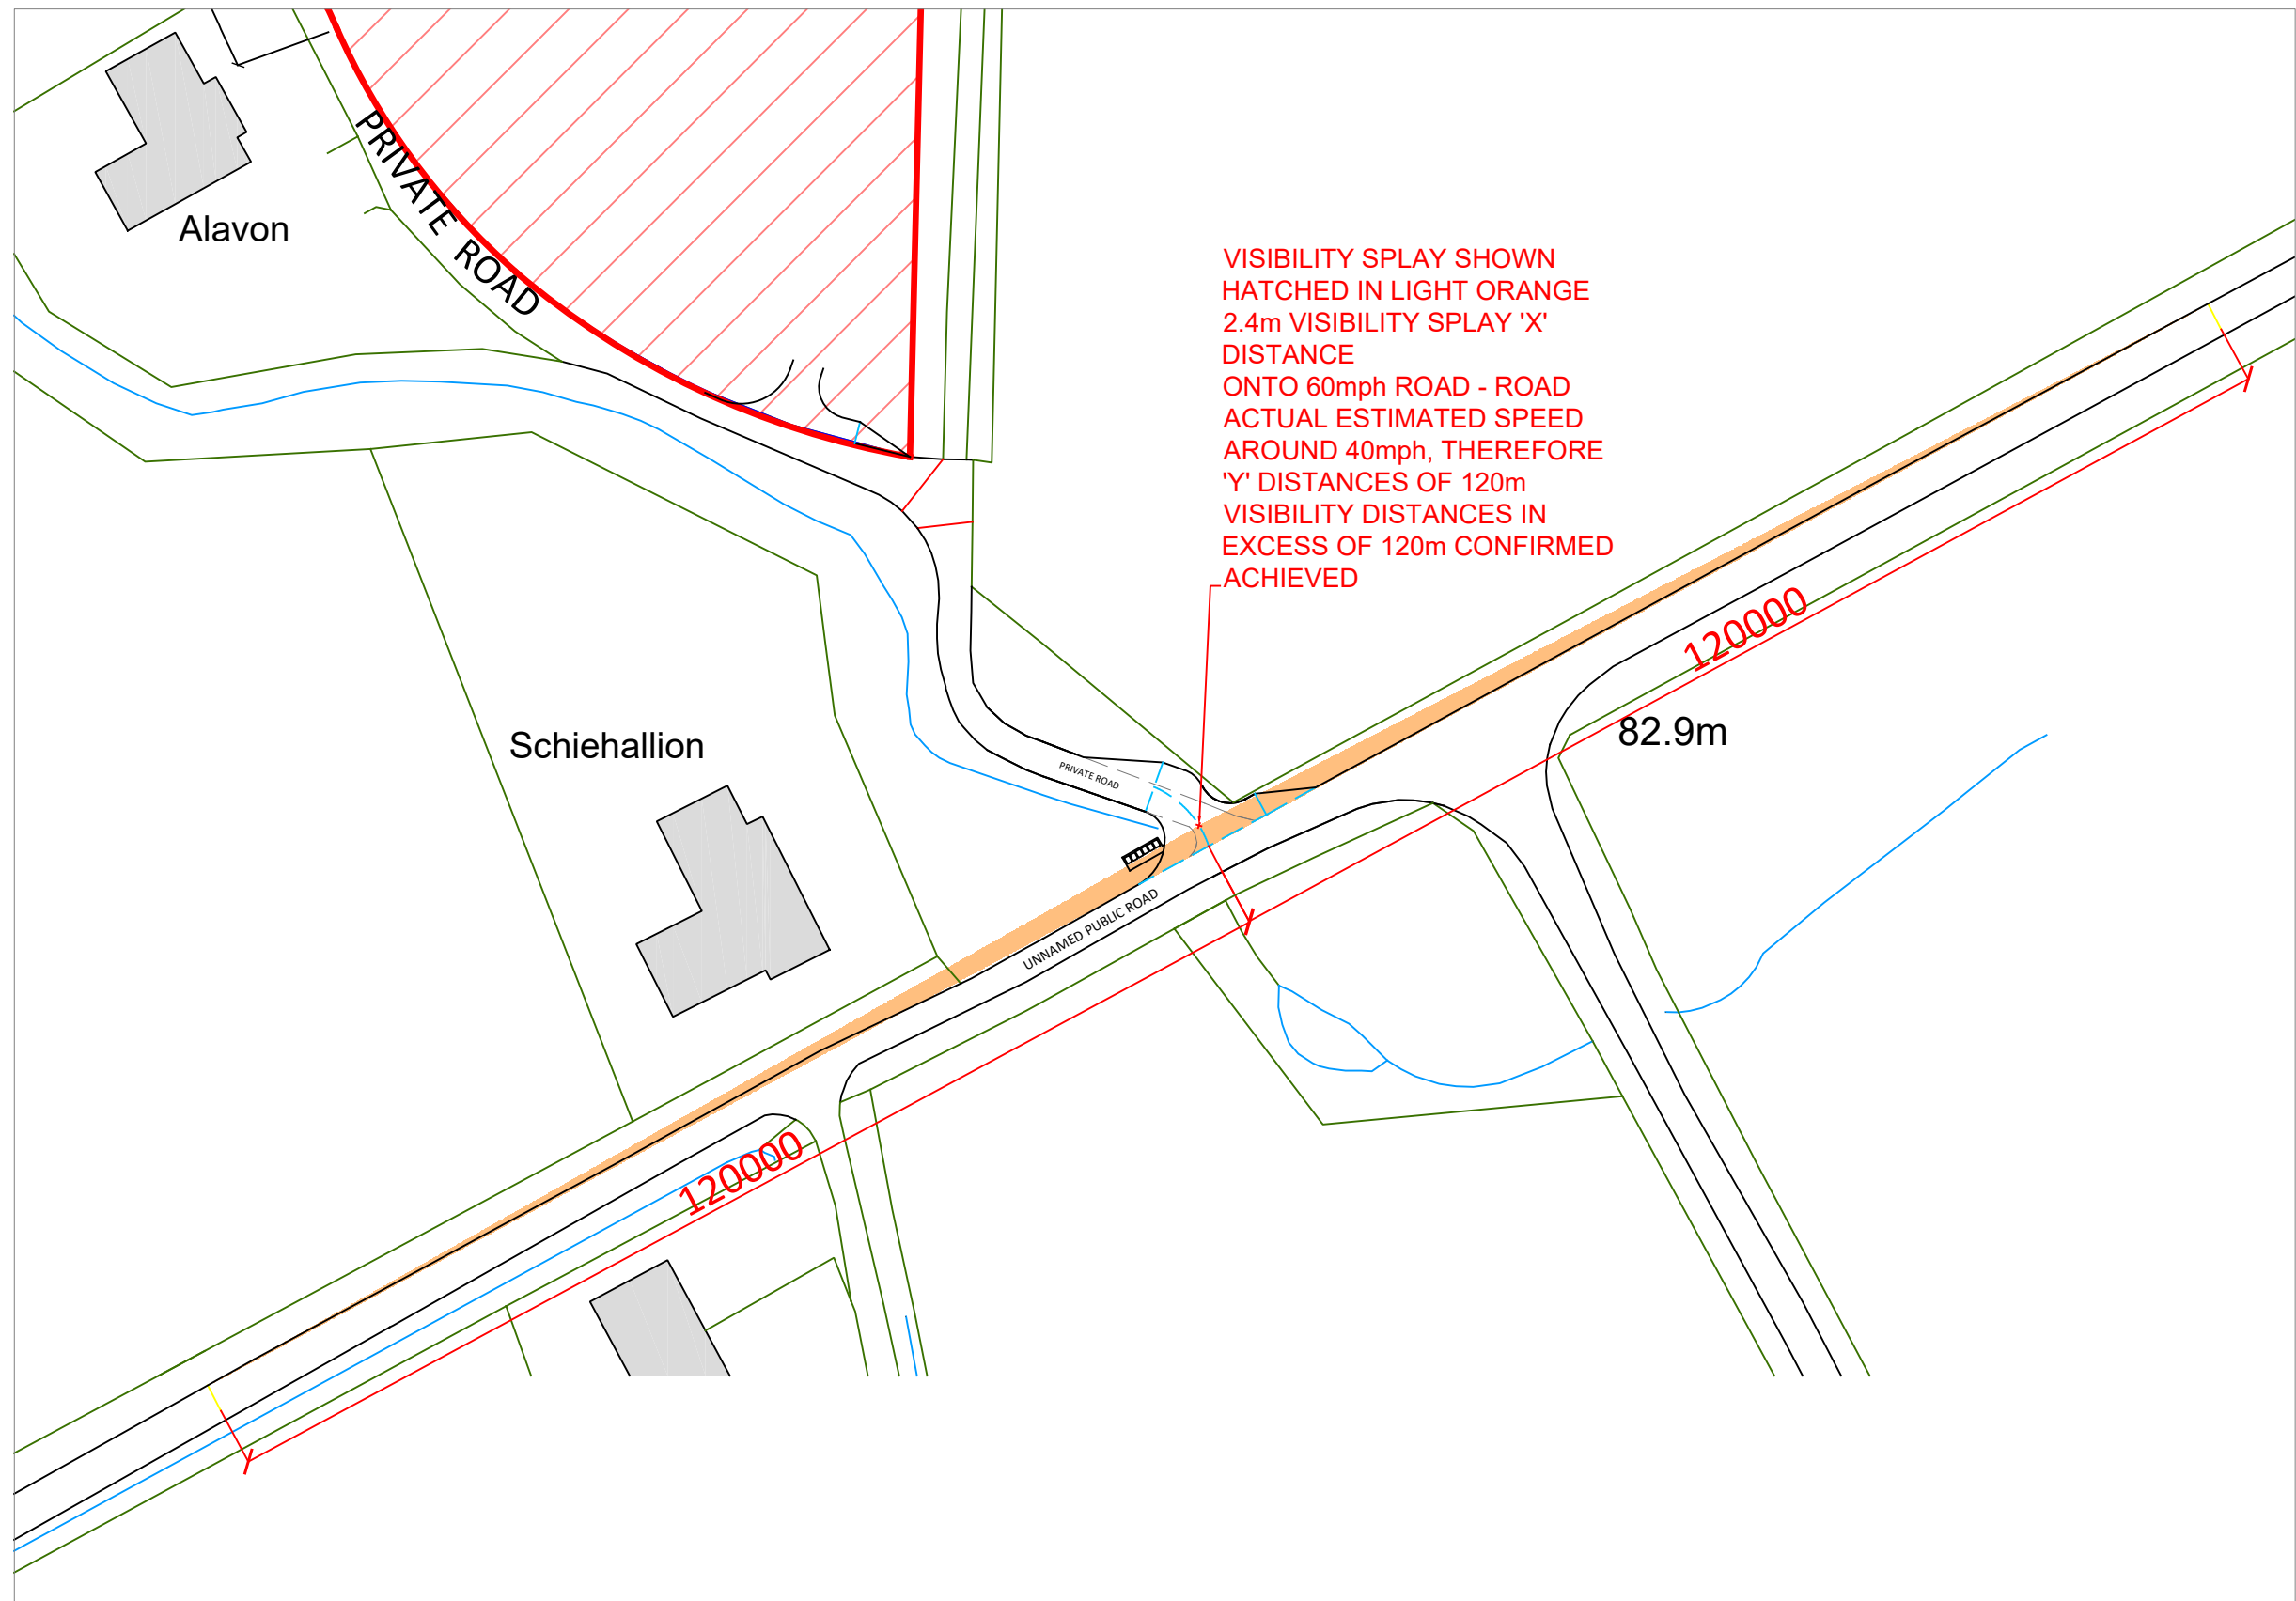 PRIVATE ROAD
Alavon
VISIBILITY SPLAY SHOWN
HATCHED IN LIGHT ORANGE
2.4m VISIBILITY SPLAY 'X'
DISTANCE
ONTO 60mph ROAD - ROAD
ACTUAL ESTIMATED SPEED
AROUND 40mph, THEREFORE
'Y' DISTANCES OF 120m
VISIBILITY DISTANCES IN
EXCESS OF 120m CONFIRMED
ACHIEVED
120000
82.9m
Schiehallion
PRIVATE ROAD
UNNAMED PUBLIC ROAD
120000